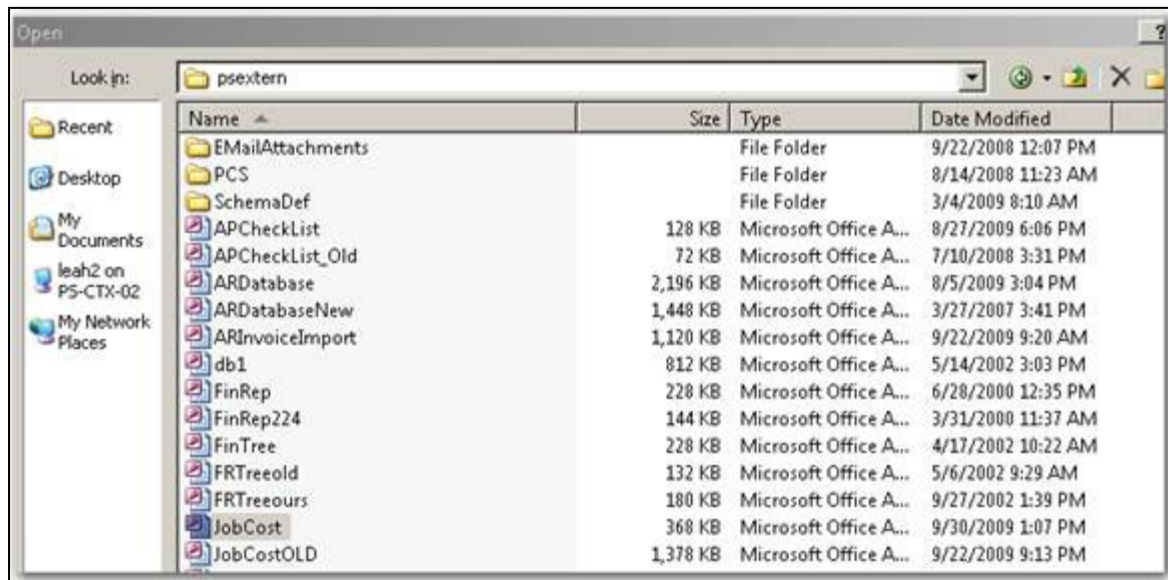 Open ?
Look in: psextern
Name Size Type Date Modified
Recent
Desktop
My Documents
leah2 on PS-CTX-02
My Network Places
EMailAttachments File Folder 9/22/2008 12:07 PM
PCS File Folder 8/14/2008 11:23 AM
SchemaDef File Folder 3/4/2009 8:10 AM
APCheckList 128 KB Microsoft Office A... 8/27/2009 6:06 PM
APCheckList_Old 72 KB Microsoft Office A... 7/10/2008 3:31 PM
ARDatabase 2,196 KB Microsoft Office A... 8/5/2009 3:04 PM
ARDatabaseNew 1,448 KB Microsoft Office A... 3/27/2007 3:41 PM
ARInvoiceImport 1,120 KB Microsoft Office A... 9/22/2009 9:20 AM
db1 812 KB Microsoft Office A... 5/14/2002 3:03 PM
FinRep 228 KB Microsoft Office A... 6/28/2000 12:35 PM
FinRep224 144 KB Microsoft Office A... 3/31/2000 11:37 AM
FinTree 228 KB Microsoft Office A... 4/17/2002 10:22 AM
FRTreeold 132 KB Microsoft Office A... 5/6/2002 9:29 AM
FRTreeours 180 KB Microsoft Office A... 9/27/2002 1:39 PM
JobCost 368 KB Microsoft Office A... 9/30/2009 1:07 PM
JobCostOLD 1,378 KB Microsoft Office A... 9/22/2009 9:13 PM